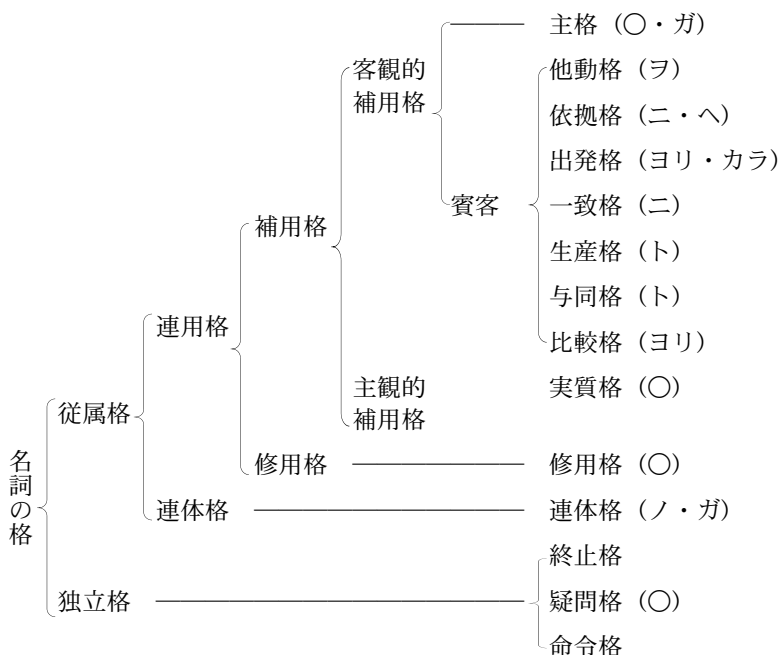 主格（〇・ガ）
客観的
補用格
他動格（ヲ）
依拠格（ニ・ヘ）
出発格（ヨリ・カラ）
賓客
一致格（ニ）
補用格
生産格（ト）
与同格（ト）
連用格
比較格（ヨリ）
主観的
補用格
実質格（〇）
従属格
修用格
修用格（〇）
名詞の格
連体格
連体格（ノ・ガ）
終止格
独立格
疑問格（〇）
命令格